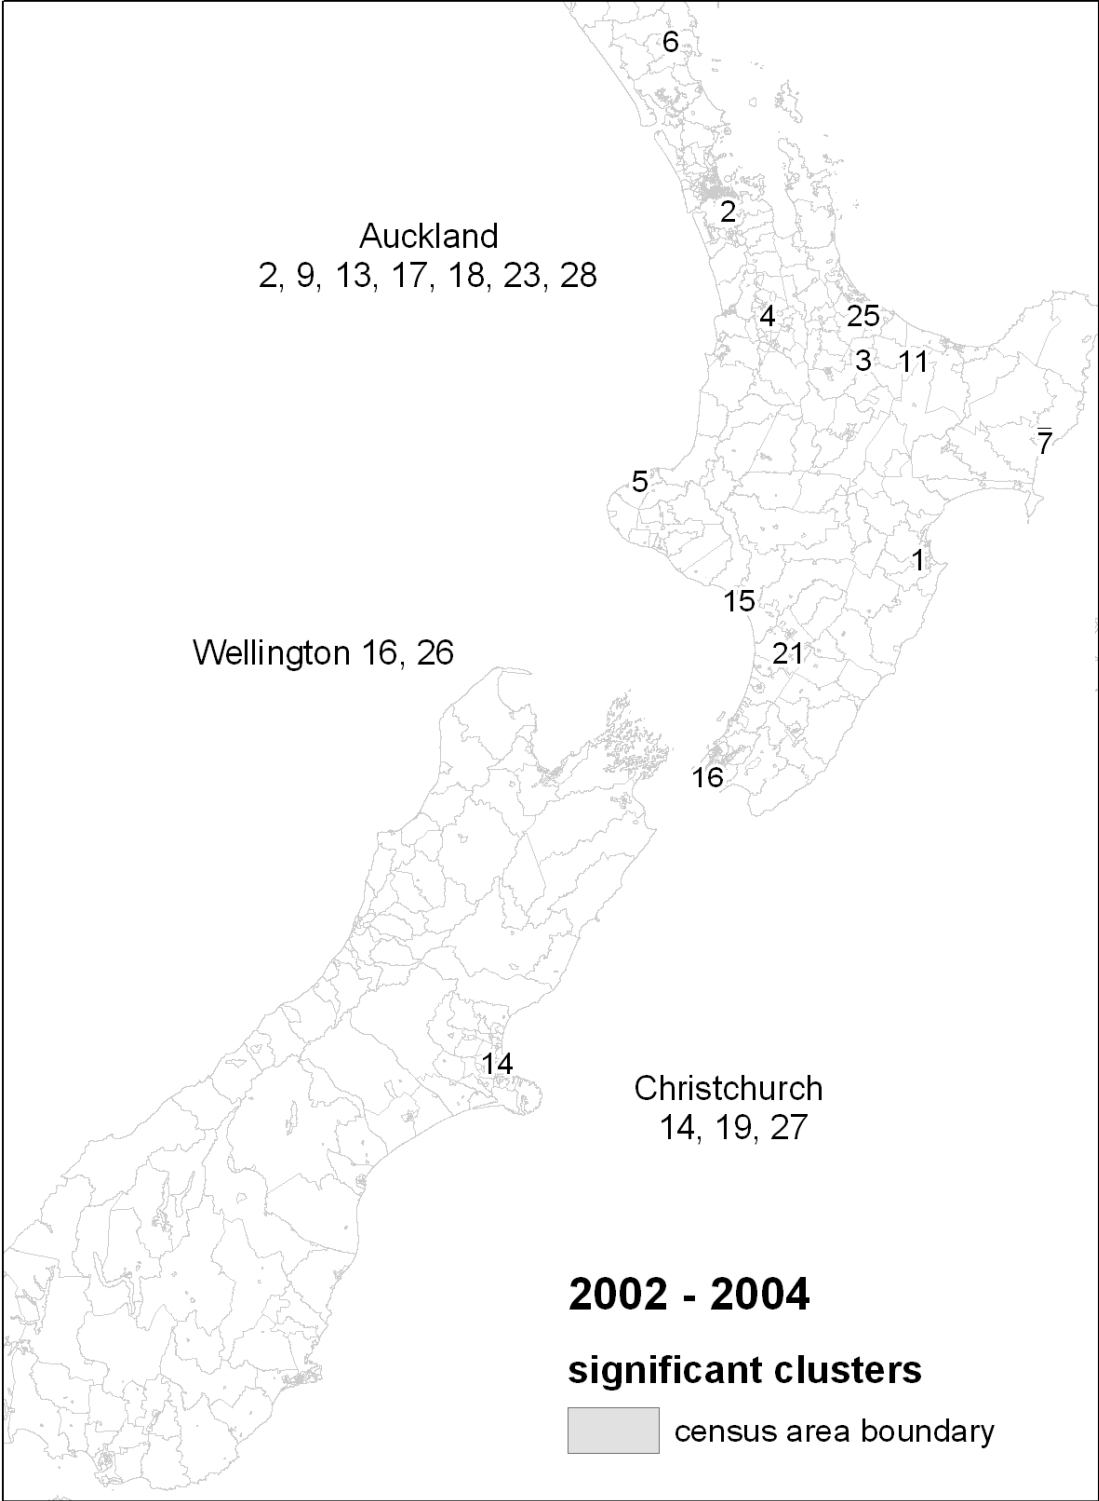 6
2
Auckland
2, 9, 13, 17, 18, 23, 28
4
25
3
11
7
5
1
15
Wellington 16, 26
21
16
14
Christchurch
14, 19, 27
2002 - 2004
significant clusters
census area boundary